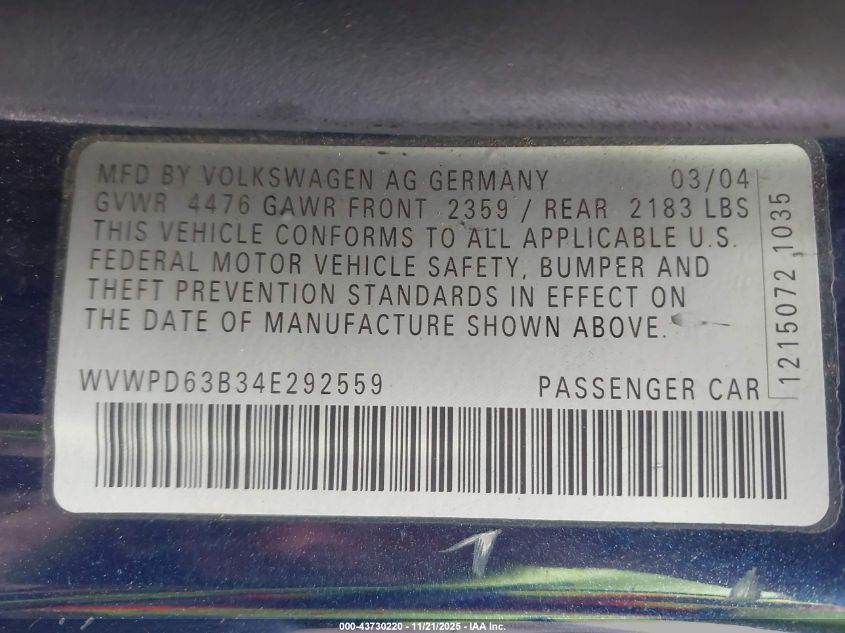 MFD BY VOLKSWAGEN AG GERMANY 03/04
GVWR 4476 GAWR FRONT 2359 / REAR 2183 LBS
THIS VEHICLE CONFORMS TO ALL APPLICABLE U.S.
FEDERAL MOTOR VEHICLE SAFETY, BUMPER AND
THEFT PREVENTION STANDARDS IN EFFECT ON
THE DATE OF MANUFACTURE SHOWN ABOVE.
WVWPD63B34E292559 PASSENGER CAR
1215072 1035
000-43730220 - 11/21/2025 - IAA Inc.